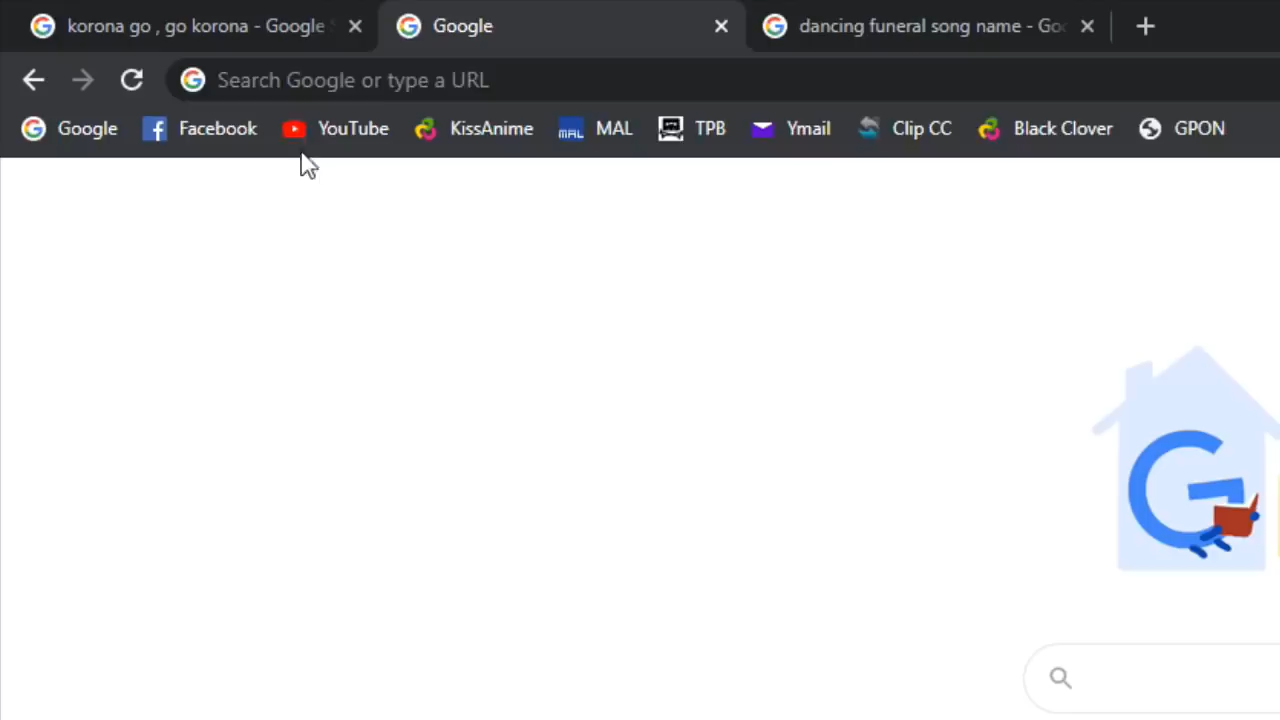 korona go , go korona - Google
Google
dancing funeral song name - Goo
Search Google or type a URL
Google Facebook YouTube KissAnime MAL TPB Ymail Clip CC Black Clover GPON